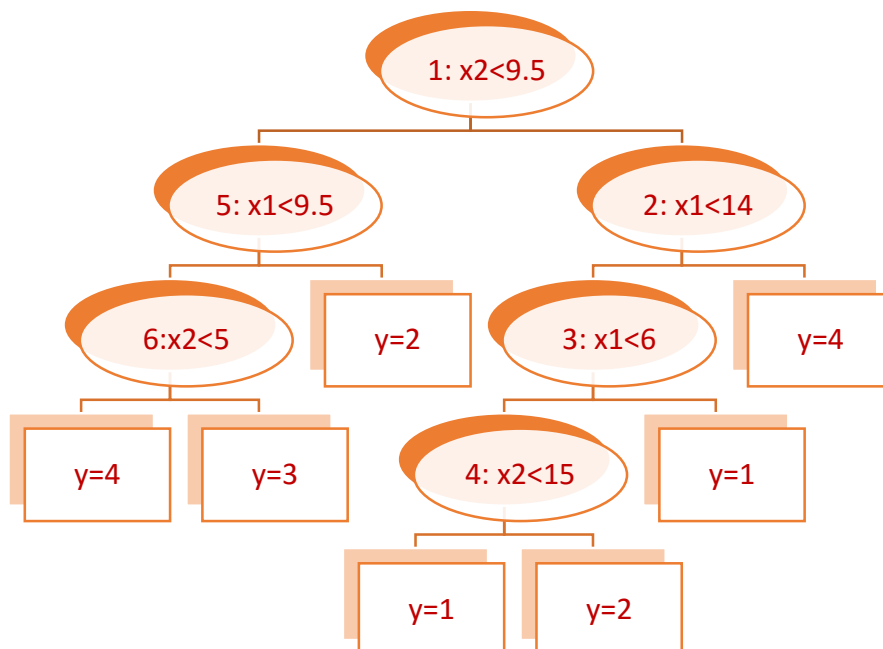 1: x2<9.5
5: x1<9.5
2: x1<14
6:x2<5
y=2
3: x1<6
y=4
y=4
y=3
4: x2<15
y=1
y=1
y=2